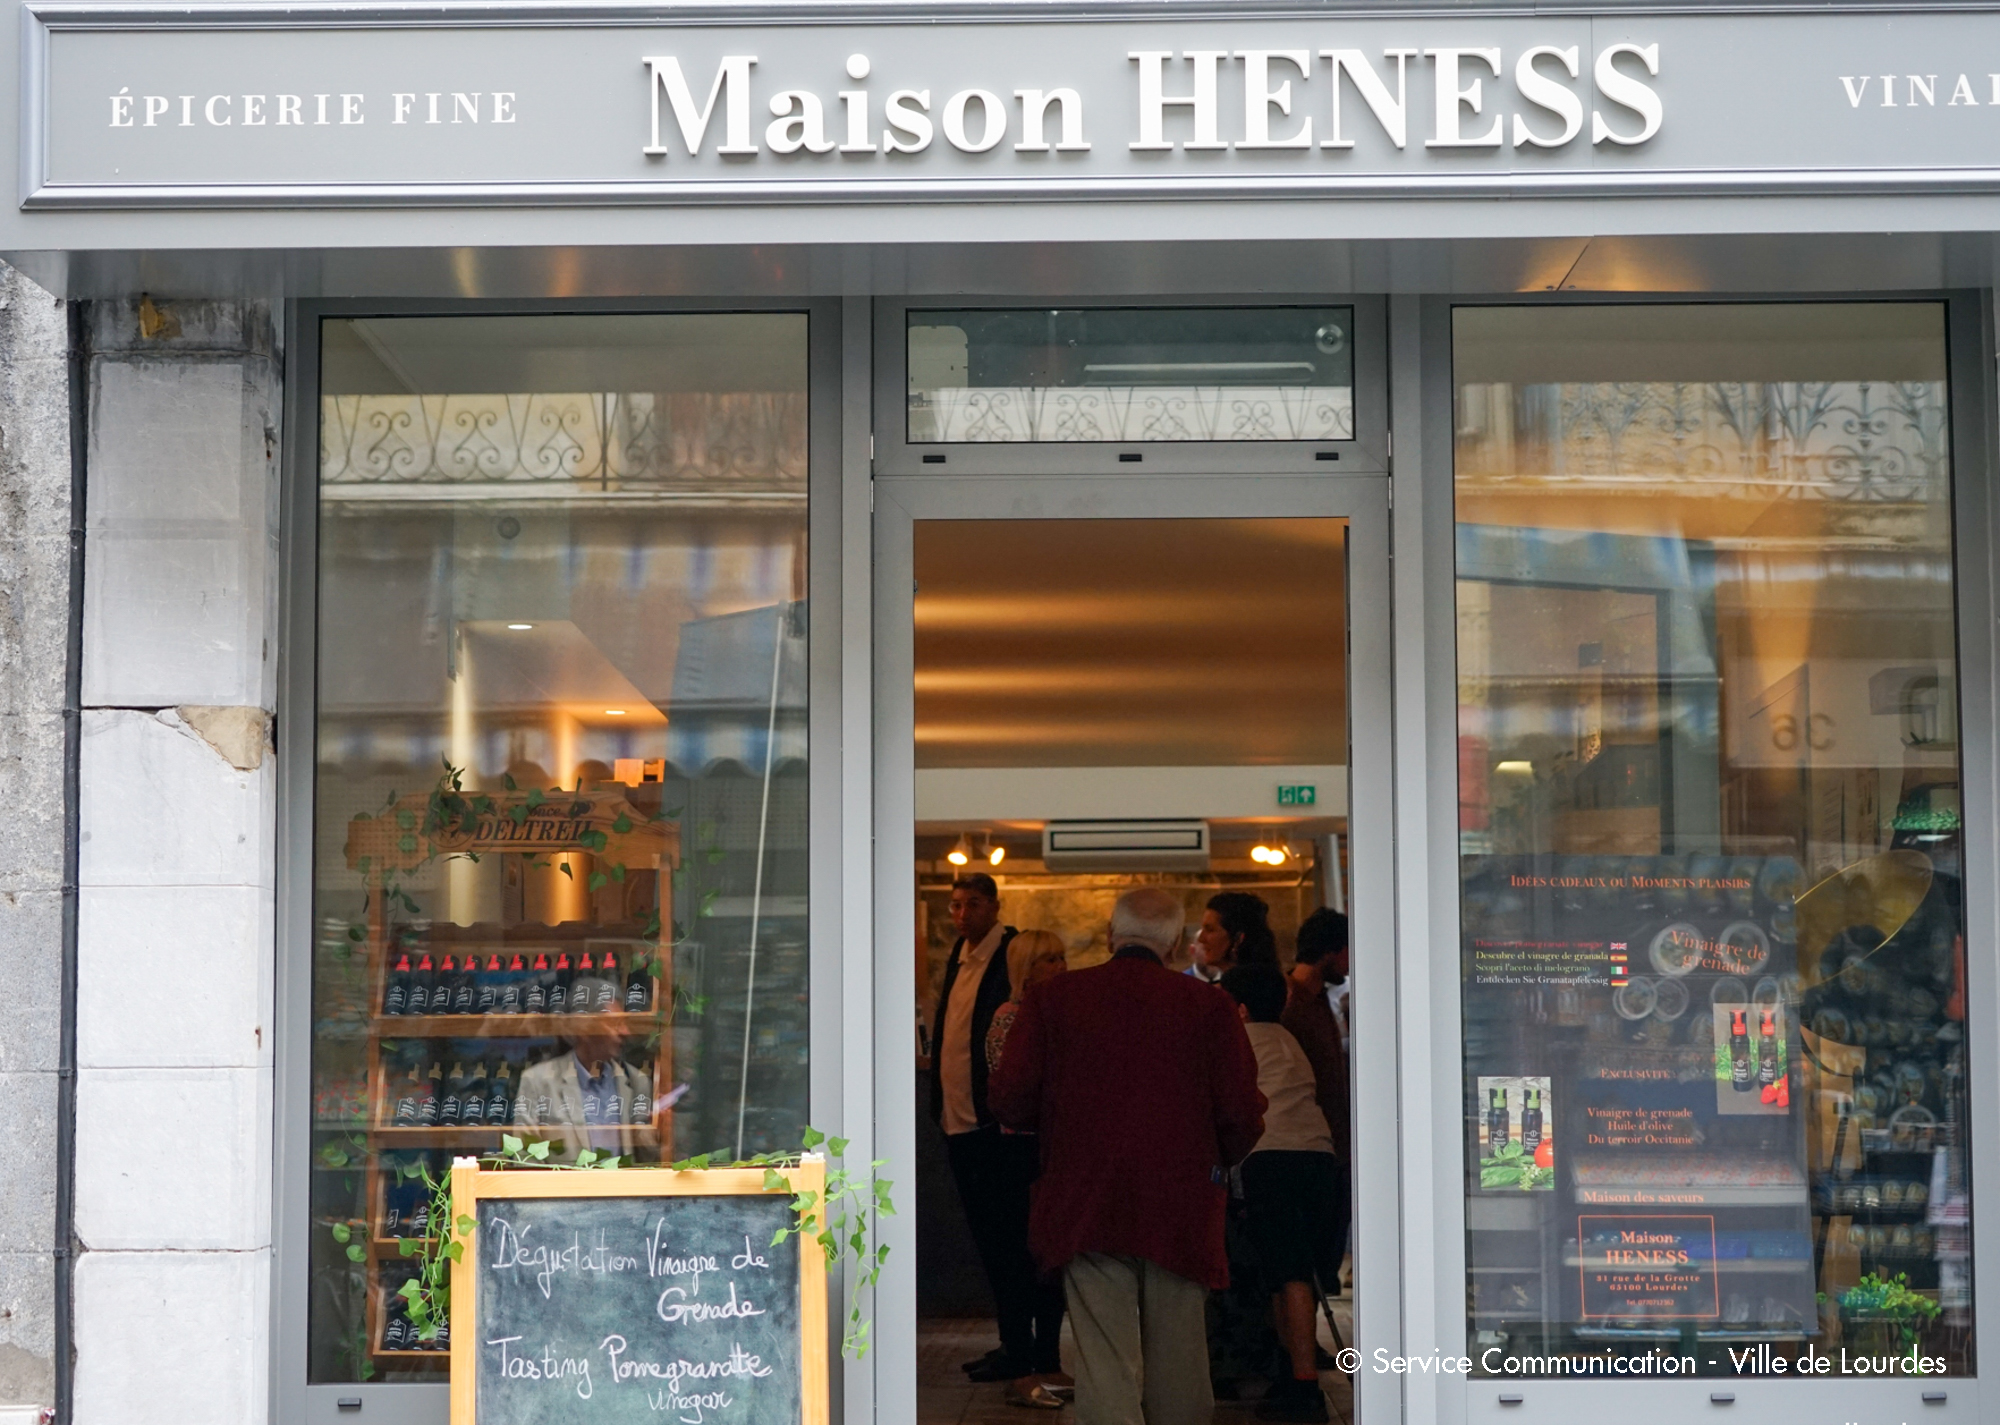 ÉPICERIE FINE
Maison HENESS
DELTREIL
36
IDÉES CADEAUX OU MOMENTS PLAISIRS
Vinaigre de
grenade
Descubre el vinagre de granada
Scopri l'aceto di melograno
Entdecken Sie Granatapfelessig
EXCLUSIVITÉ
Vinaigre de grenade
Huile d'olive
Du terroir Occitanie
Maison des saveurs
Maison
HENESS
31 rue de la Grotte
65100 Lourdes
Dégustation Vinaigre de
Grenade
Tasting Pomegranatte
vinegar
© Service Communication - Ville de Lourdes